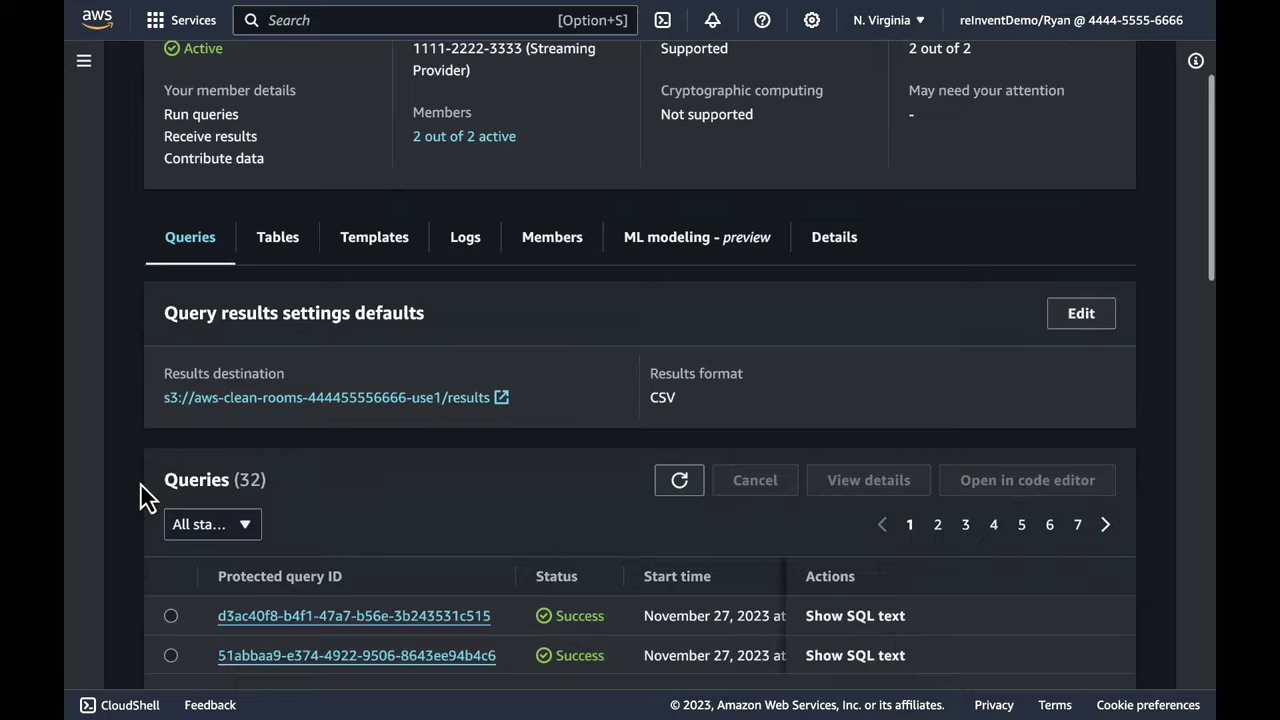 aws
Services
Search
[Option+S]
N. Virginia
reInventDemo/Ryan @ 4444-5555-6666
Active
1111-2222-3333 (Streaming
Provider)
Supported
2 out of 2
Your member details
Run queries
Receive results
Contribute data
Members
2 out of 2 active
Cryptographic computing
Not supported
May need your attention
-
Queries
Tables
Templates
Logs
Members
ML modeling - preview
Details
Query results settings defaults
Edit
Results destination
s3://aws-clean-rooms-444455556666-use1/results
Results format
CSV
Queries (32)
Cancel
View details
Open in code editor
All sta...
1 2 3 4 5 6 7
Protected query ID
Status
Start time
Actions
d3ac40f8-b4f1-47a7-b56e-3b243531c515
Success
November 27, 2023 at
Show SQL text
51abbaa9-e374-4922-9506-8643ee94b4c6
Success
November 27, 2023 at
Show SQL text
CloudShell
Feedback
© 2023, Amazon Web Services, Inc. or its affiliates.
Privacy
Terms
Cookie preferences